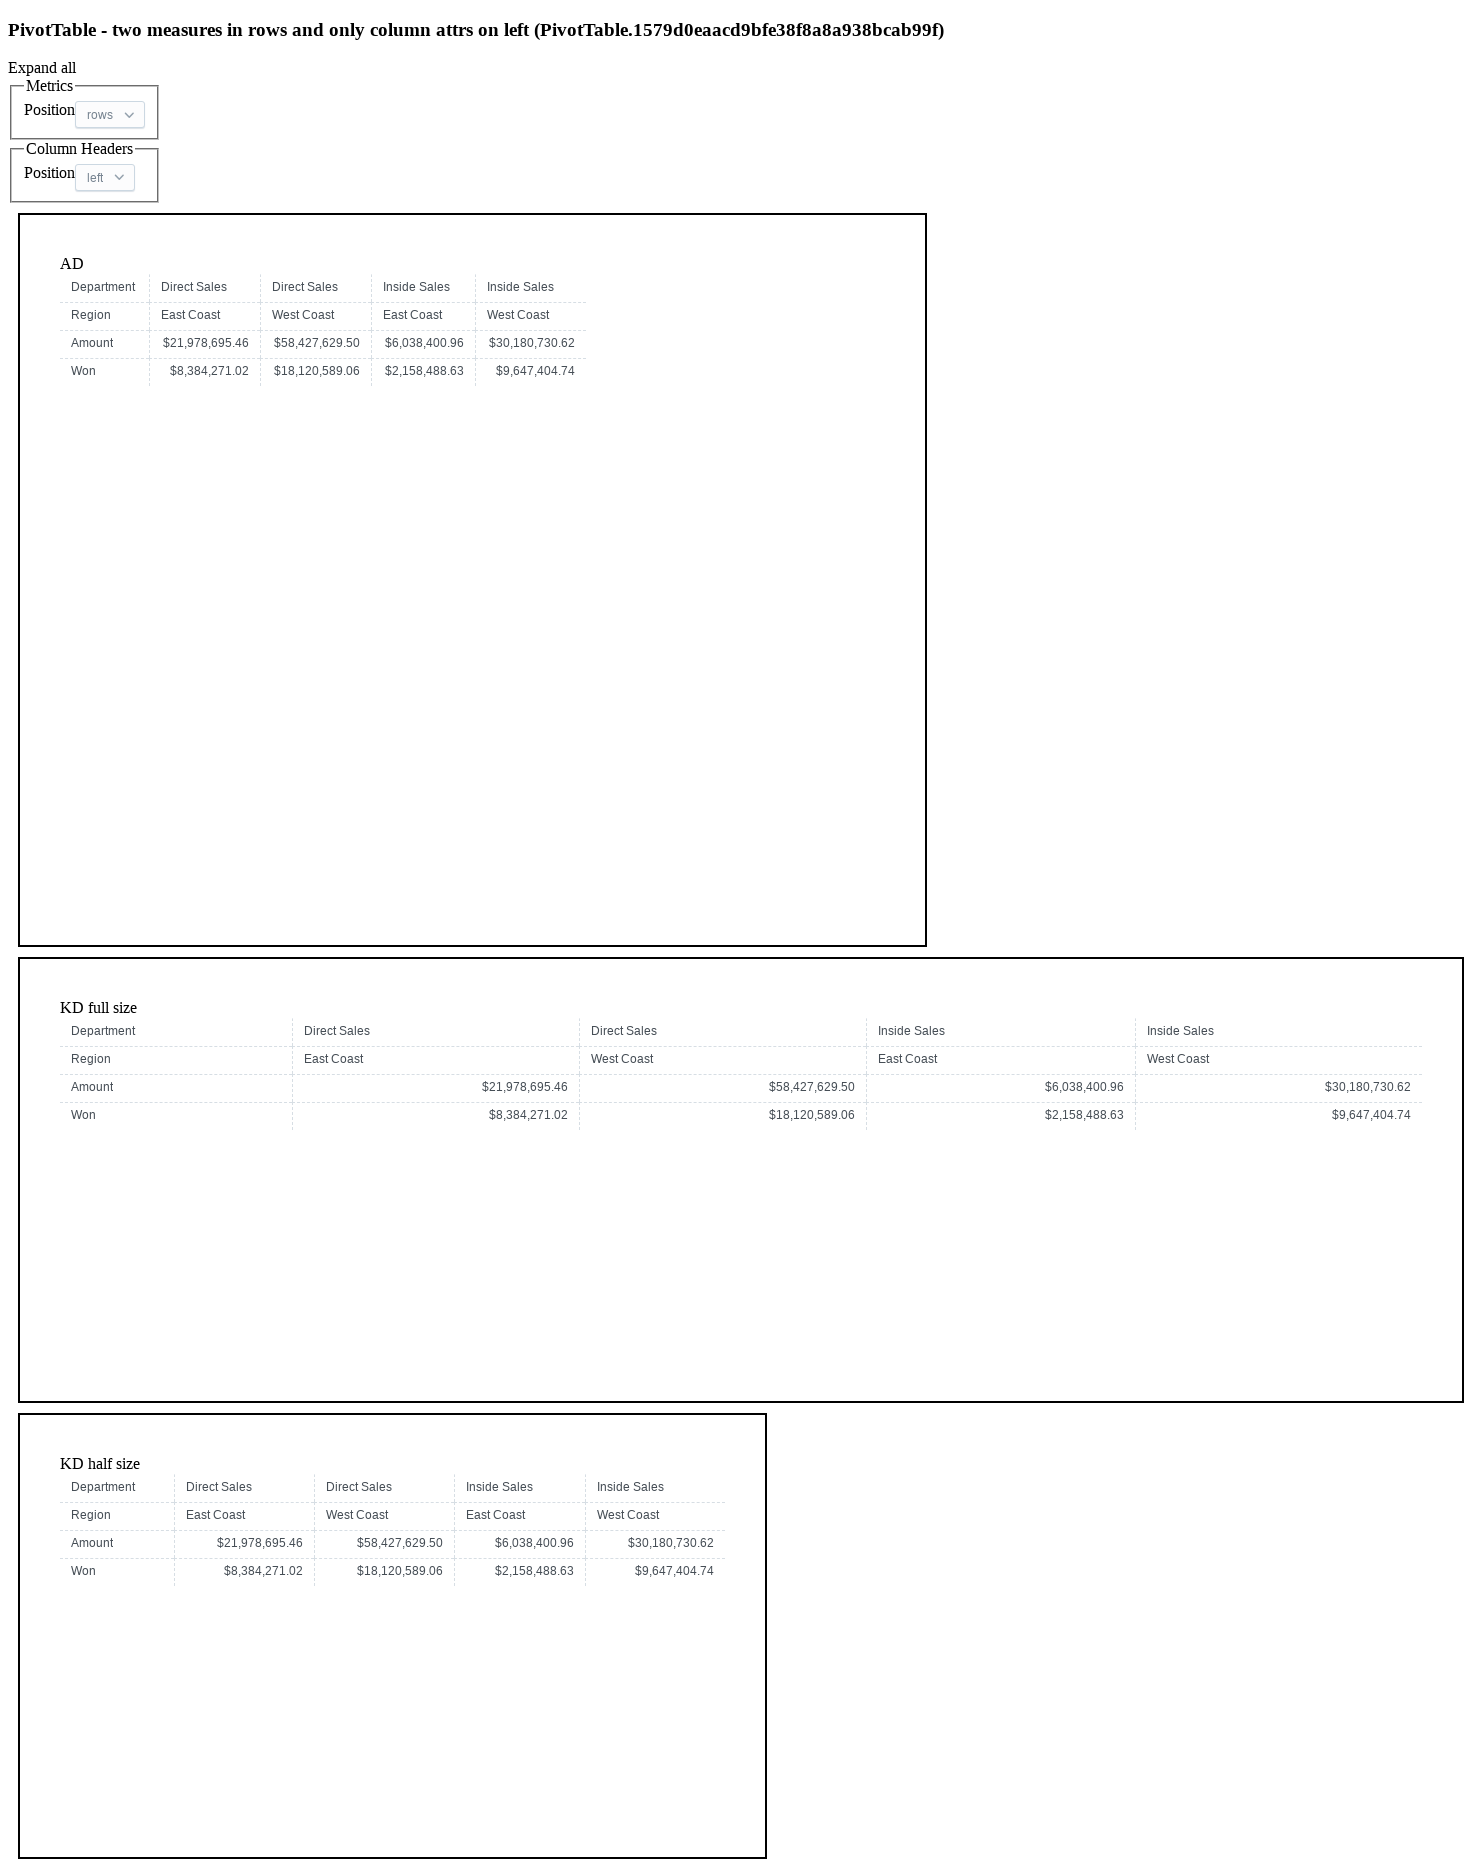 PivotTable - two measures in rows and only column attrs on left (PivotTable.1579d0eaacd9bfe38f8a8a938bcab99f)
Expand all
Metrics
Position rows
Column Headers
Position left
AD
Department Direct Sales Direct Sales Inside Sales Inside Sales
Region East Coast West Coast East Coast West Coast
Amount $21,978,695.46 $58,427,629.50 $6,038,400.96 $30,180,730.62
Won $8,384,271.02 $18,120,589.06 $2,158,488.63 $9,647,404.74
KD full size
Department Direct Sales Direct Sales Inside Sales Inside Sales
Region East Coast West Coast East Coast West Coast
Amount $21,978,695.46 $58,427,629.50 $6,038,400.96 $30,180,730.62
Won $8,384,271.02 $18,120,589.06 $2,158,488.63 $9,647,404.74
KD half size
Department Direct Sales Direct Sales Inside Sales Inside Sales
Region East Coast West Coast East Coast West Coast
Amount $21,978,695.46 $58,427,629.50 $6,038,400.96 $30,180,730.62
Won $8,384,271.02 $18,120,589.06 $2,158,488.63 $9,647,404.74